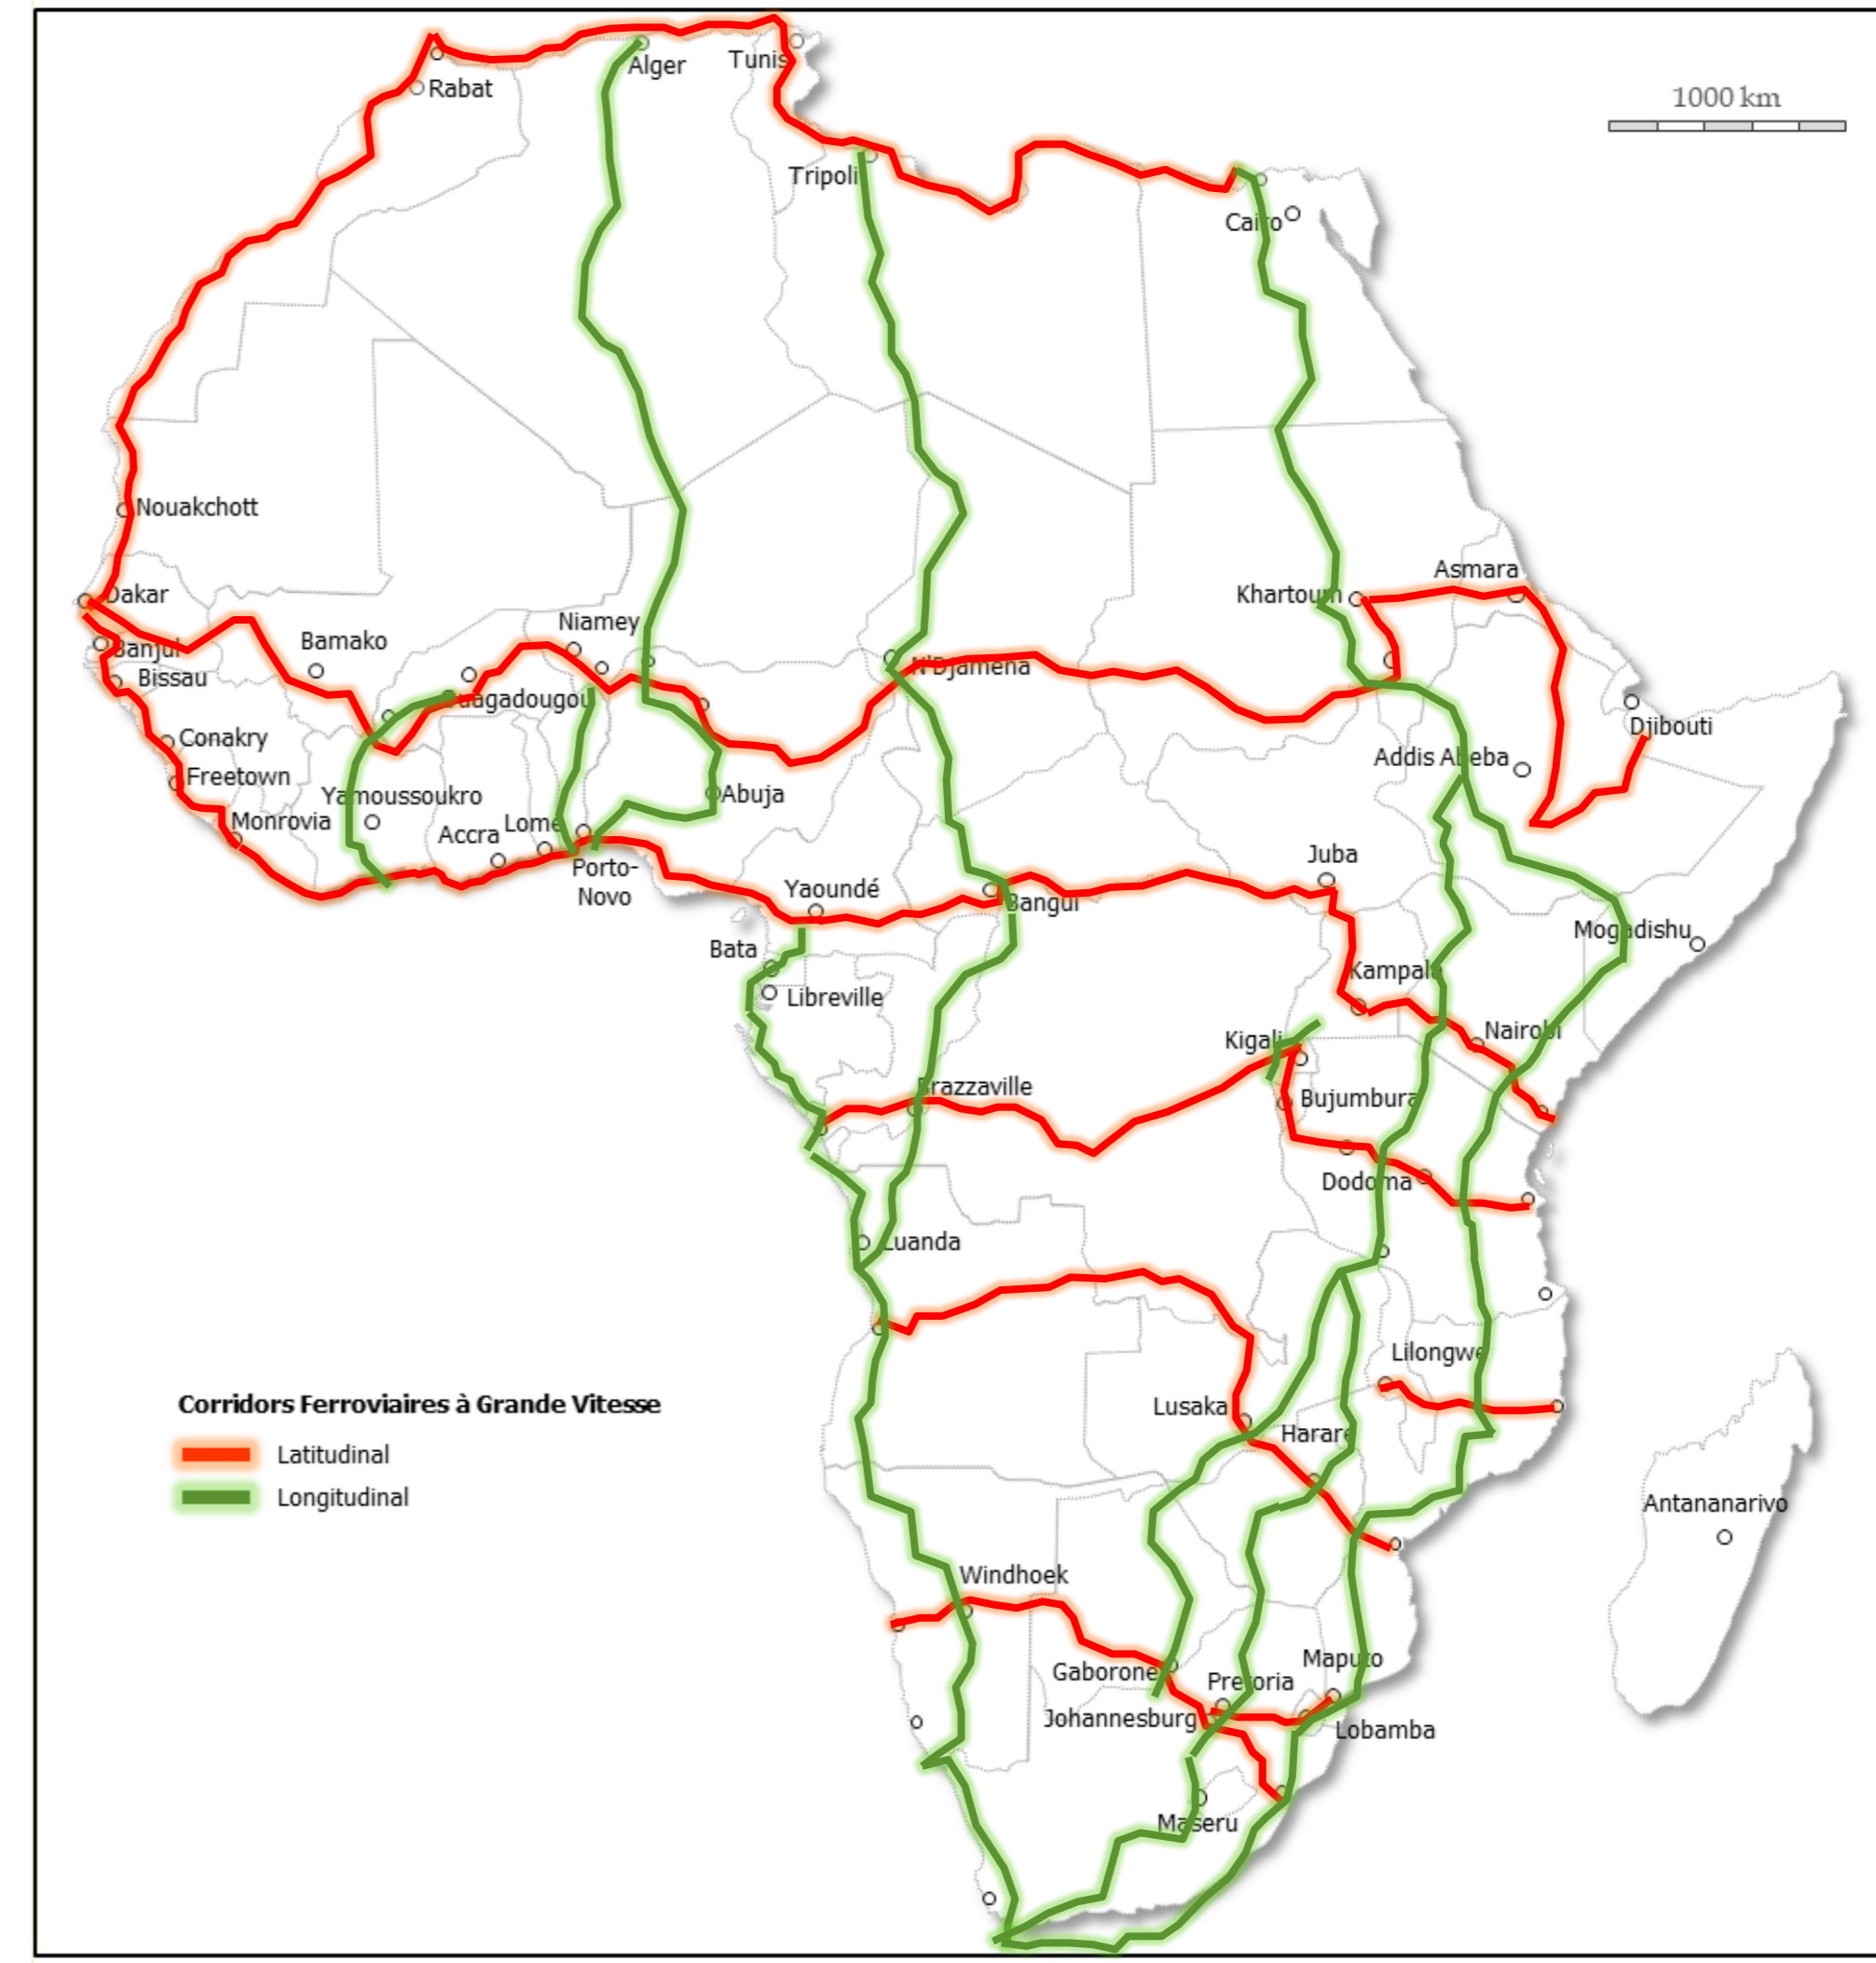 1000 km
Tunis
Alger
Rabat
Tripoli
Cairo
Nouakchott
Asmara
Dakar
Khartoum
Niamey
Bamako
Banjul
N'Djamena
Bissau
Ouagadougou
Djibouti
Conakry
Addis Abeba
Freetown
Yamoussoukro
Abuja
Monrovia
Accra
Lome
Juba
Porto-
Novo
Yaoundé
Bangui
Mogadishu
Bata
Kampala
Libreville
Nairobi
Kigali
Brazzaville
Bujumbura
Dodoma
Luanda
Lilongwe
Corridors Ferroviaires à Grande Vitesse
Lusaka
Harare
Latitudinal
Longitudinal
Antananarivo
Windhoek
Maputo
Gaborone
Pretoria
Johannesburg
Lobamba
Maseru